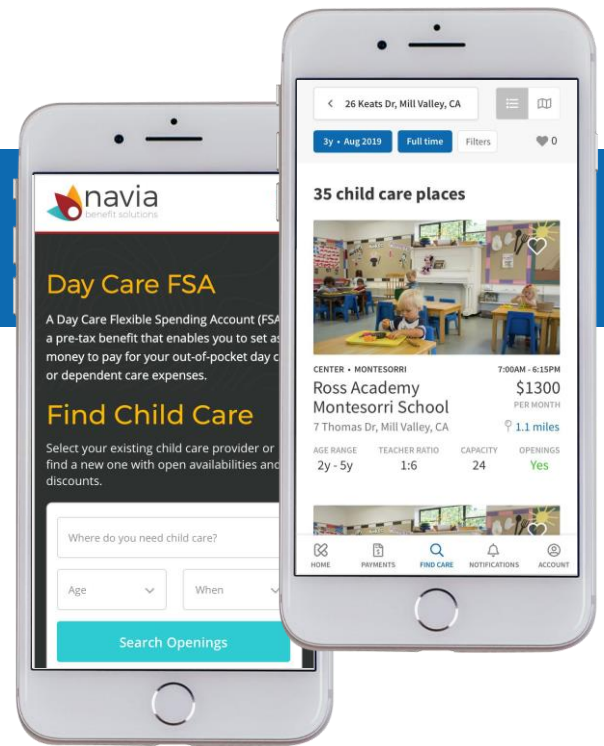 navia
benefit solutions
Day Care FSA
A Day Care Flexible Spending Account (FSA
a pre-tax benefit that enables you to set as
money to pay for your out-of-pocket day c
or dependent care expenses.
Find Child Care
Select your existing child care provider or
find a new one with open availabilities and
discounts.
Where do you need child care?
Age When
Search Openings
26 Keats Dr, Mill Valley, CA
3y • Aug 2019 Full time Filters 0
35 child care places
CENTER • MONTESORRI 7:00AM - 6:15PM
Ross Academy $1300
Montesorri School PER MONTH
7 Thomas Dr, Mill Valley, CA 1.1 miles
AGE RANGE TEACHER RATIO CAPACITY OPENINGS
2y - 5y 1:6 24 Yes
HOME PAYMENTS FIND CARE NOTIFICATIONS ACCOUNT